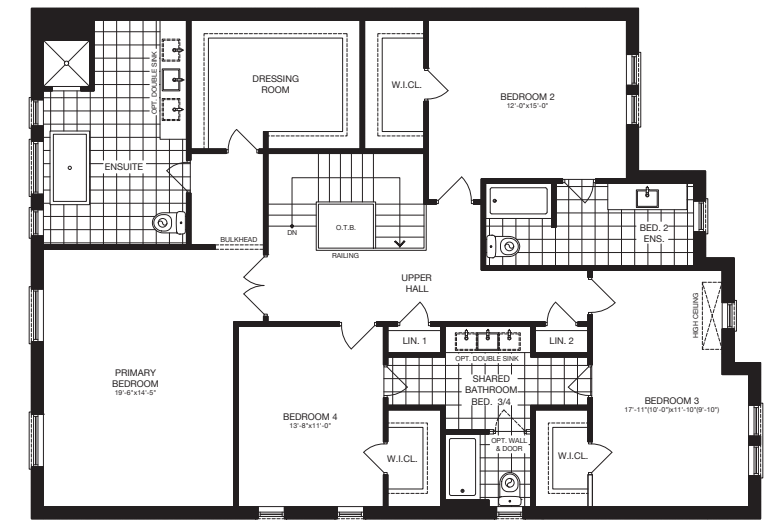 OPT. DOUBLE SINK
DRESSING
ROOM
W.I.CL.
BEDROOM 2
12'-0"x15'-0"
ENSUITE
DN
O.T.B.
RAILING
BULKHEAD
BED. 2
ENS.
UPPER
HALL
HIGH CEILING
LIN. 1
LIN. 2
OPT. DOUBLE SINK
SHARED
BATHROOM
BED. 3/4
PRIMARY
BEDROOM
19'-6"x14'-5"
BEDROOM 4
13'-8"x11'-0"
BEDROOM 3
17'-11"(10'-0")x11'-10"(9'-10")
OPT. WALL
& DOOR
W.I.CL.
W.I.CL.